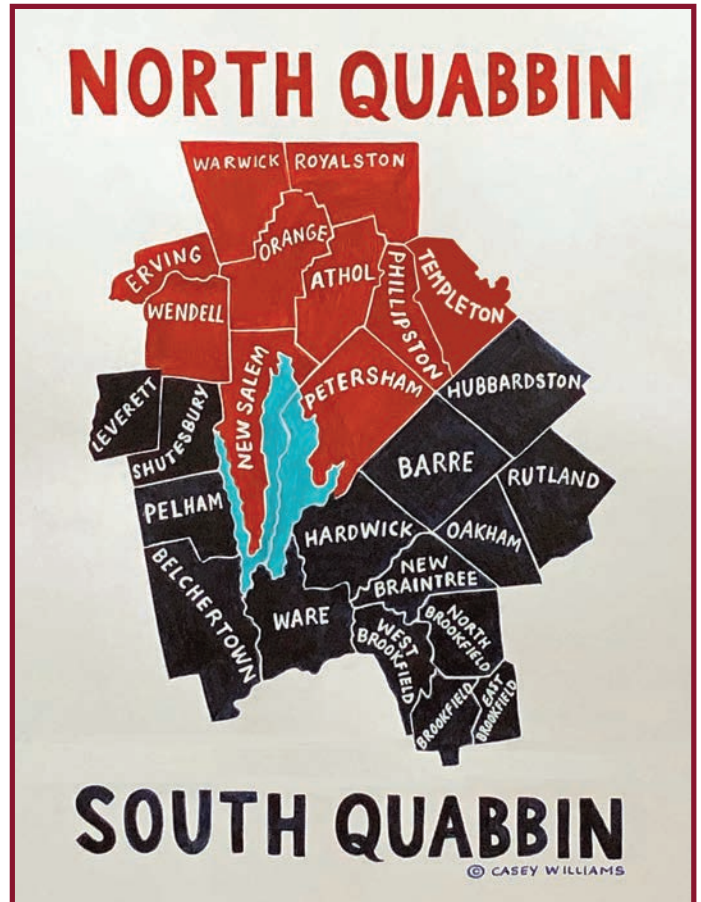 NORTH QUABBIN
WARWICK
ROYALSTON
ORANGE
ERVING
ATHOL
PHILLIPSTON
TEMPLETON
WENDELL
NEW SALEM
PETERSHAM
HUBBARDSTON
LEVERETT
SHUTESBURY
BARRE
RUTLAND
PELHAM
HARDWICK
OAKHAM
BELCHERTOWN
NEW
BRAINTREE
WARE
WEST
BROOKFIELD
NORTH
BROOKFIELD
BROOKFIELD
EAST
BROOKFIELD
SOUTH QUABBIN
© CASEY WILLIAMS